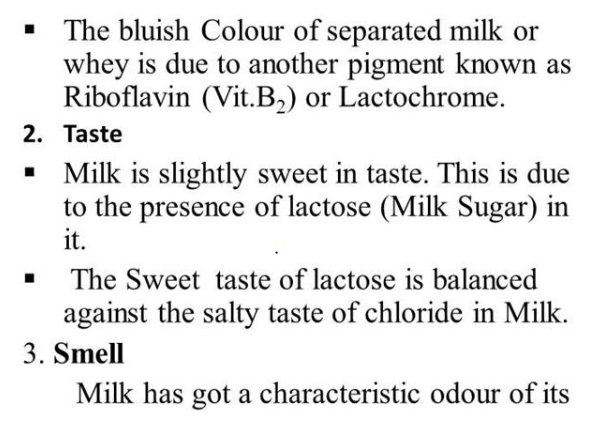 ▪ The bluish Colour of separated milk or
whey is due to another pigment known as
Riboflavin (Vit.B₂) or Lactochrome.
2. Taste
▪ Milk is slightly sweet in taste. This is due
to the presence of lactose (Milk Sugar) in
it.
▪ The Sweet taste of lactose is balanced
against the salty taste of chloride in Milk.
3. Smell
Milk has got a characteristic odour of its